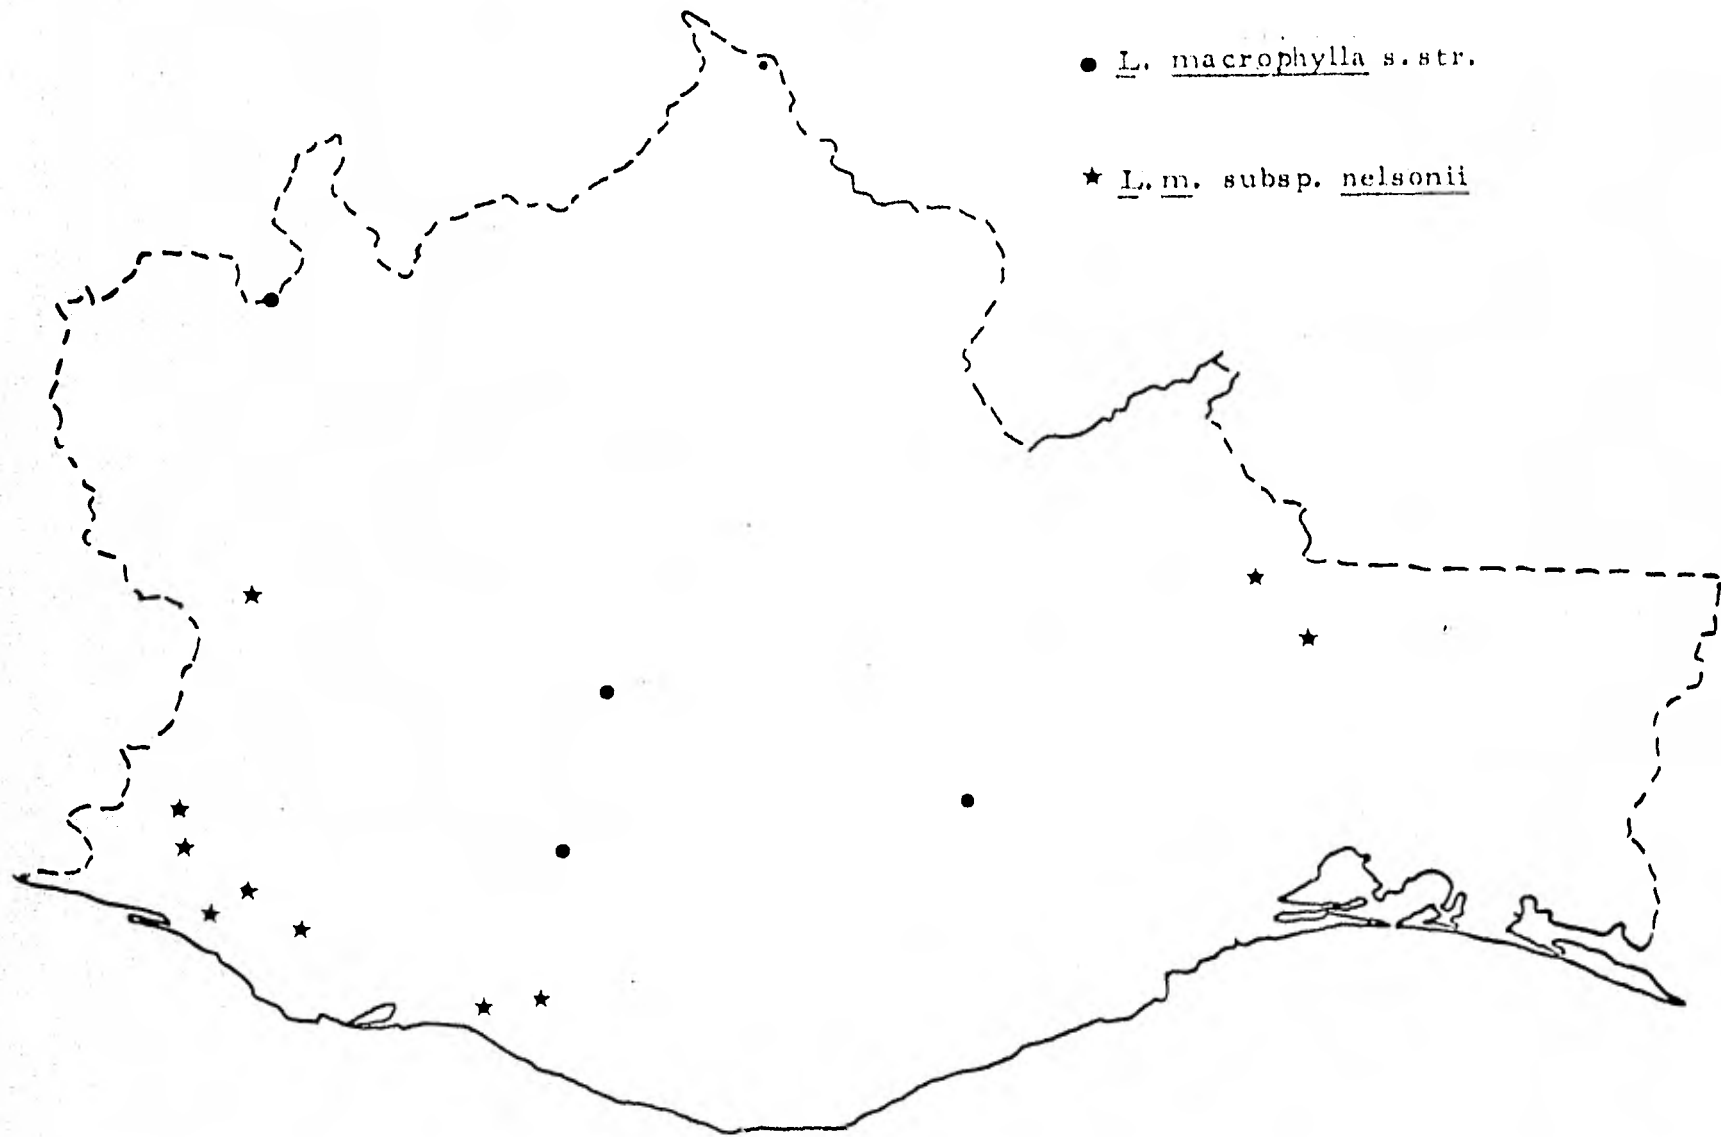 ● L. macrophylla s.str.
★ L.m. subsp. nelsonii